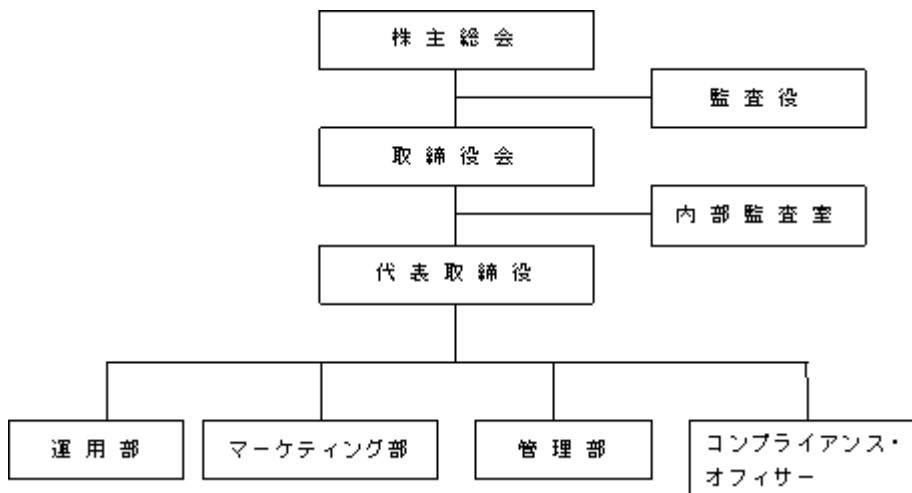 株主総会
監査役
取締役会
内部監査室
代表取締役
運用部
マーケティング部
管理部
コンプライアンス・
オフィサー